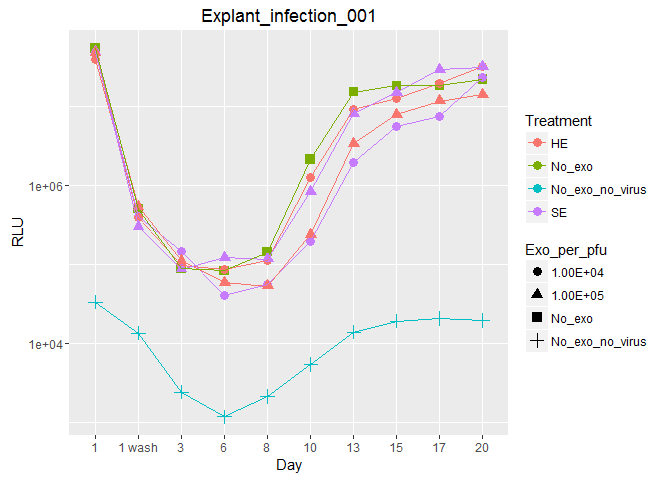 Explant_infection_001
RLU
1e+06
1e+04
1
1 wash
3
6
8
10
13
15
17
20
Day
Treatment
HE
No_exo
No_exo_no_virus
SE
Exo_per_pfu
1.00E+04
1.00E+05
No_exo
No_exo_no_virus